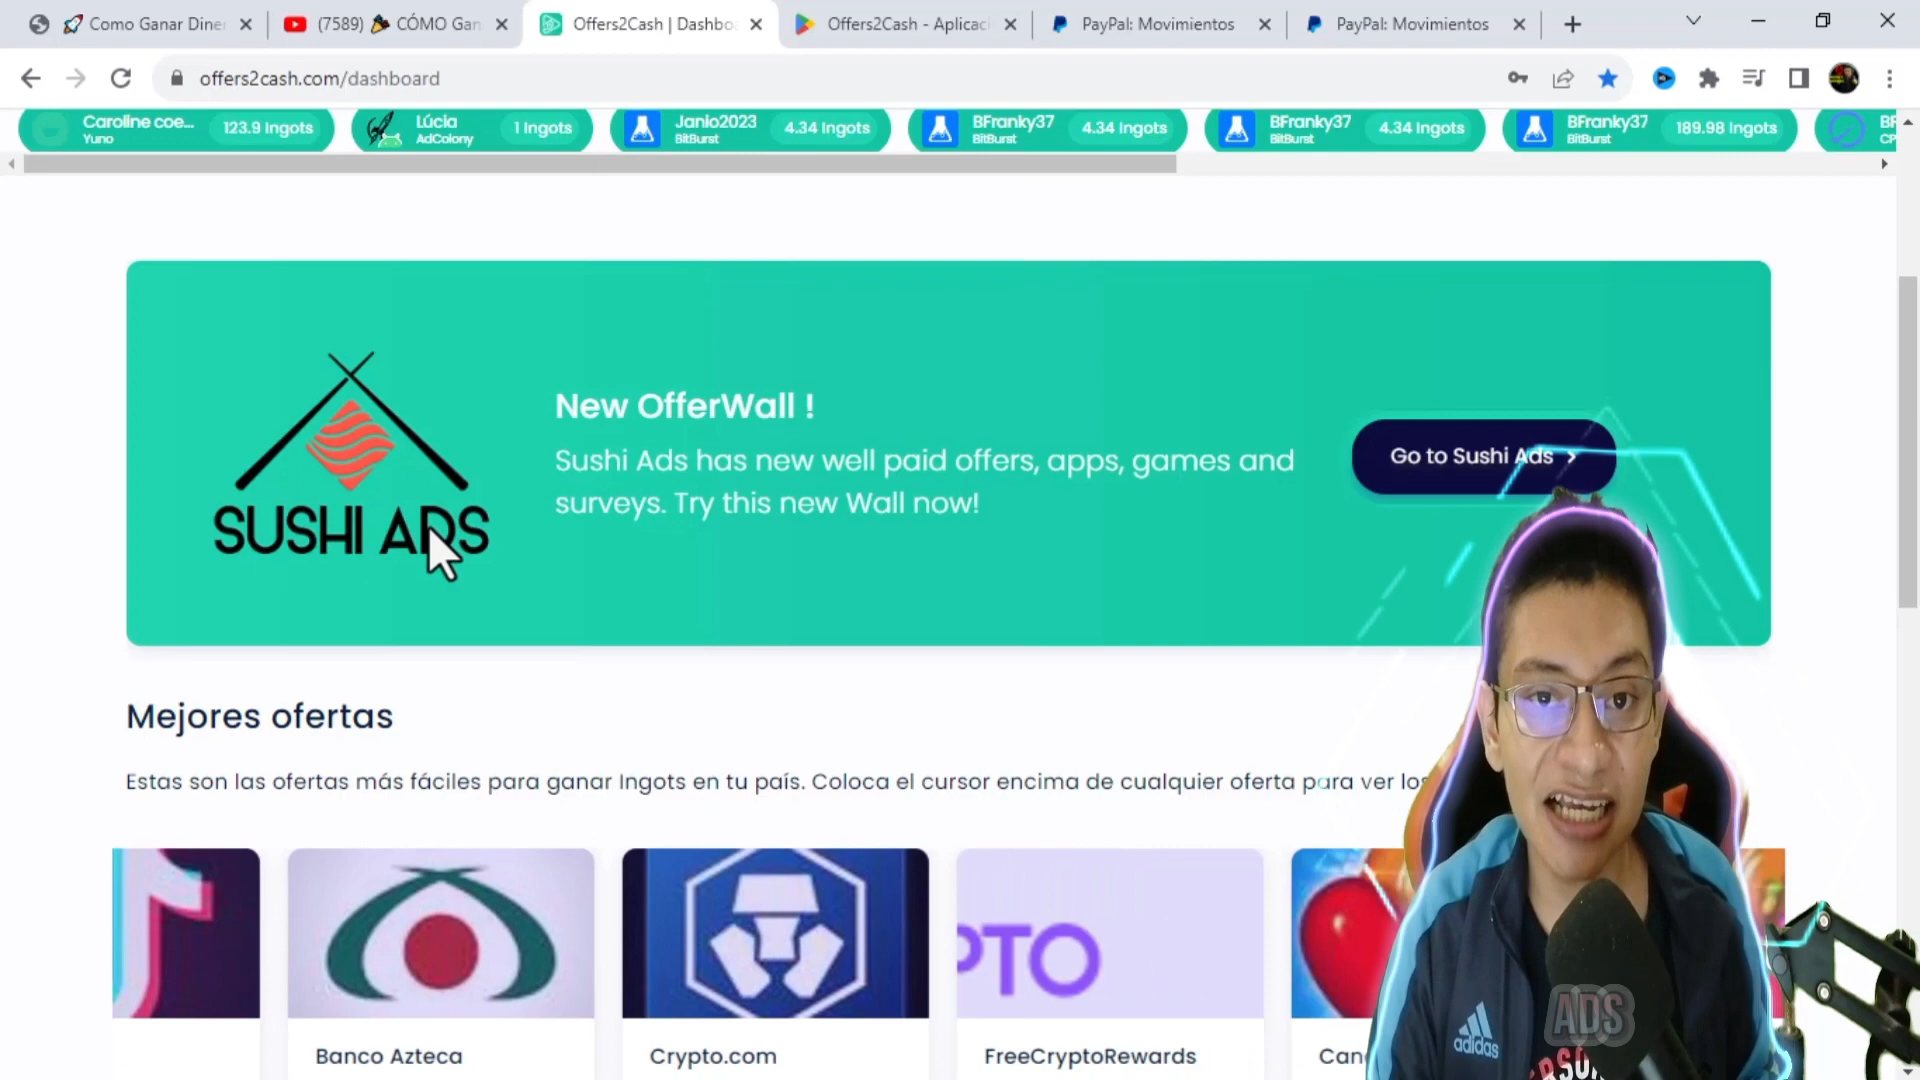 Como Ganar Diner
(7589) CÓMO Gan
Offers2Cash | Dashbo
Offers2Cash - Aplicaci
PayPal: Movimientos
PayPal: Movimientos
offers2cash.com/dashboard
Caroline coe...
Yuno
123.9 Ingots
Lúcia
AdColony
1 Ingots
Janio2023
BitBurst
4.34 Ingots
BFranky37
BitBurst
4.34 Ingots
BFranky37
BitBurst
4.34 Ingots
BFranky37
BitBurst
189.98 Ingots
BF
CP
SUSHI ADS
New OfferWall !
Sushi Ads has new well paid offers, apps, games and
surveys. Try this new Wall now!
Go to Sushi Ads >
Mejores ofertas
Estas son las ofertas más fáciles para ganar Ingots en tu país. Coloca el cursor encima de cualquier oferta para ver los
PTO
Banco Azteca
Crypto.com
FreeCryptoRewards
Can
ADS
adidas